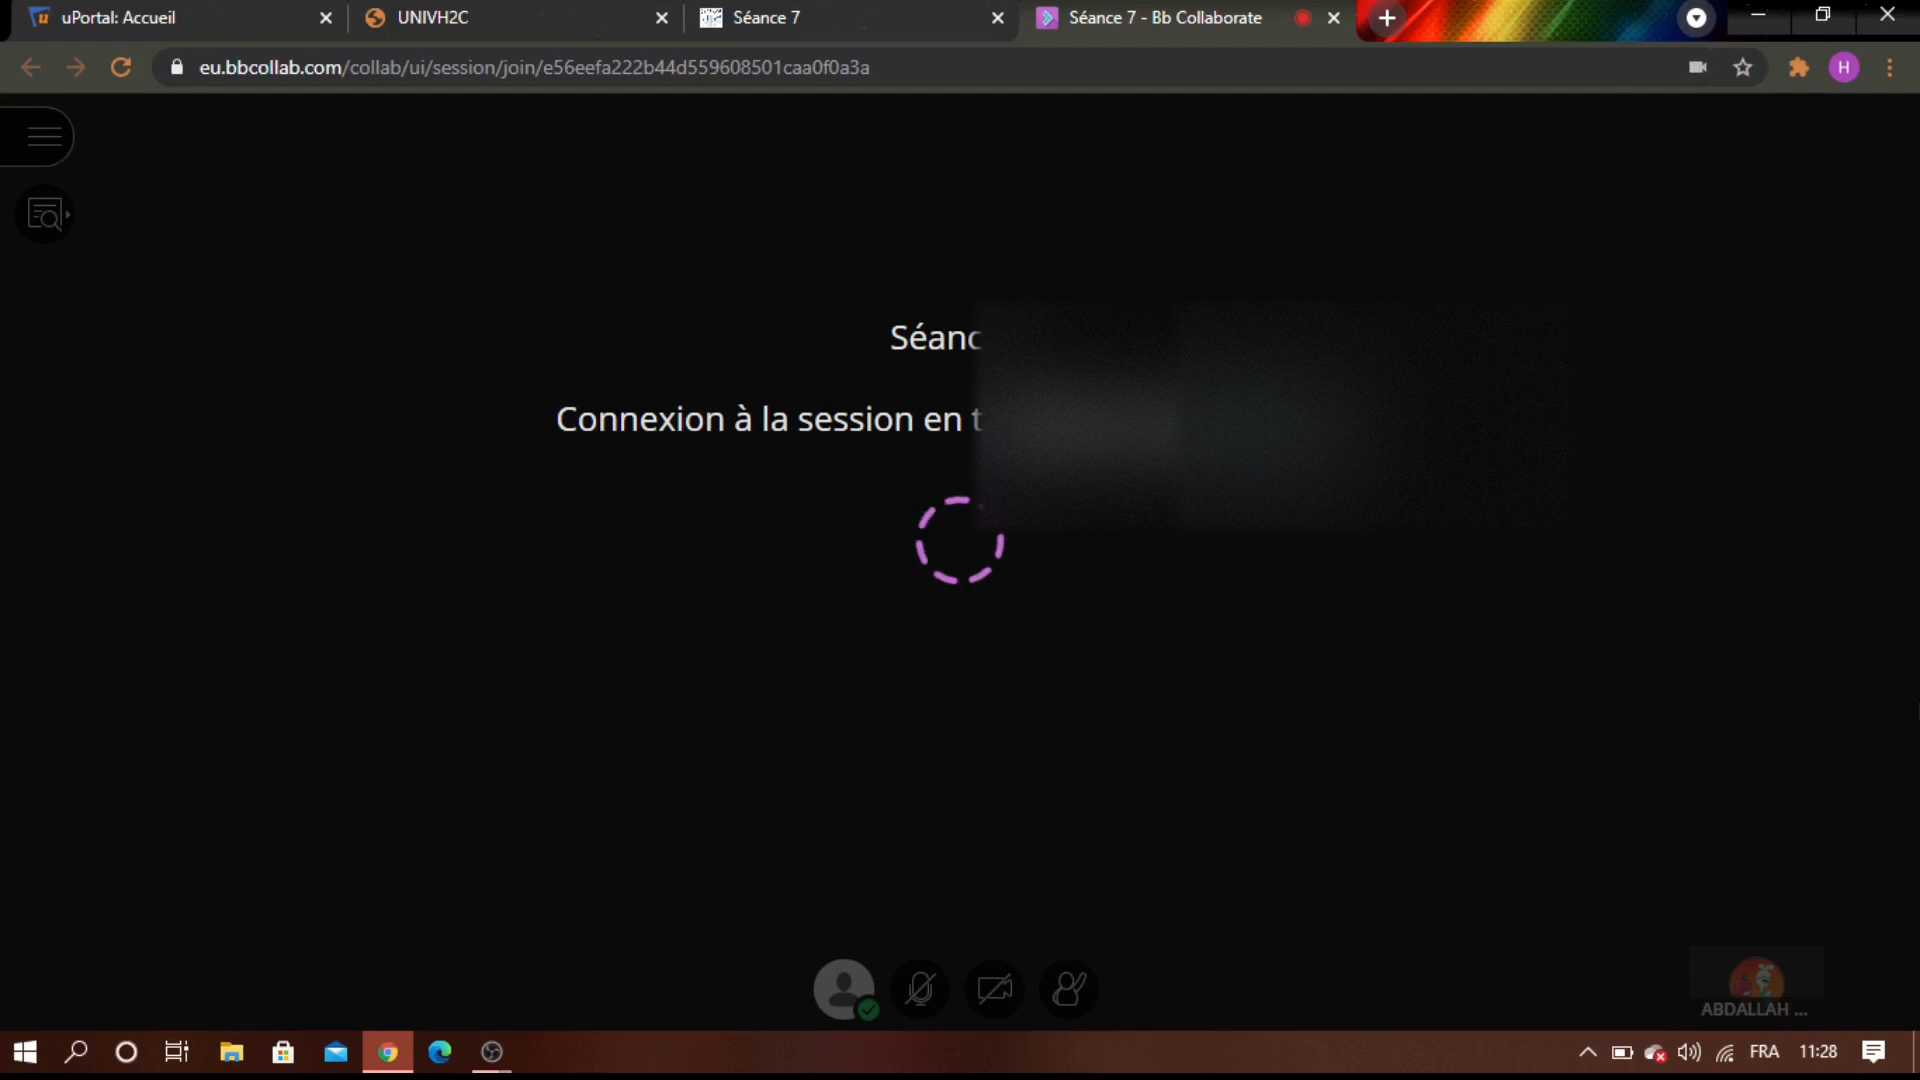 uPortal: Accueil
UNIVH2C
Séance 7
Séance 7 - Bb Collaborate
eu.bbcollab.com/collab/ui/session/join/e56eefa222b44d559608501caa0f0a3a
H
Séanc
Connexion à la session en t
ABDALLAH ...
FRA 11:28